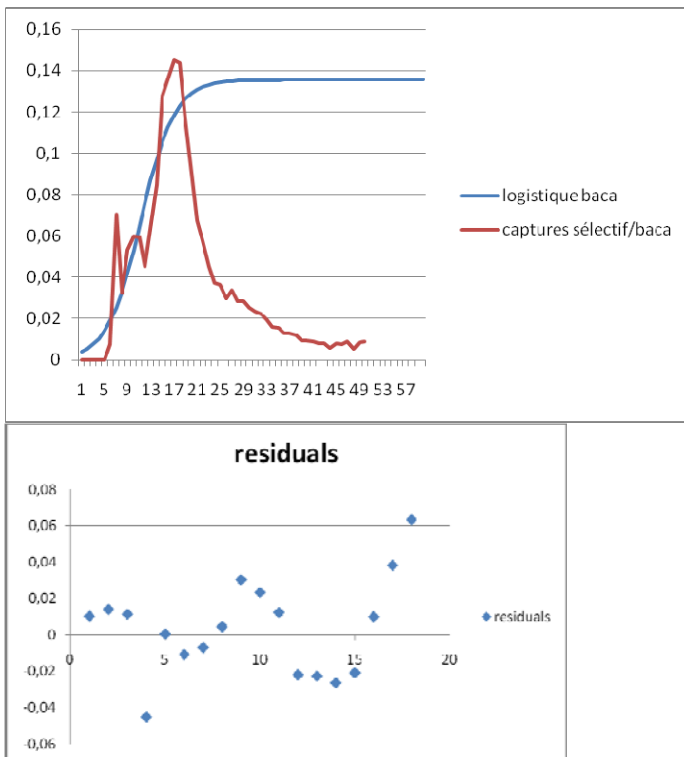 0,16
0,14
0,12
0,1
0,08
0,06
0,04
0,02
0
1 5 9 13 17 21 25 29 33 37 41 45 49 53 57
logistique baca
captures sélectif/baca
residuals
0,08
0,06
0,04
0,02
0
-0,02
-0,04
-0,06
0 5 10 15 20
residuals